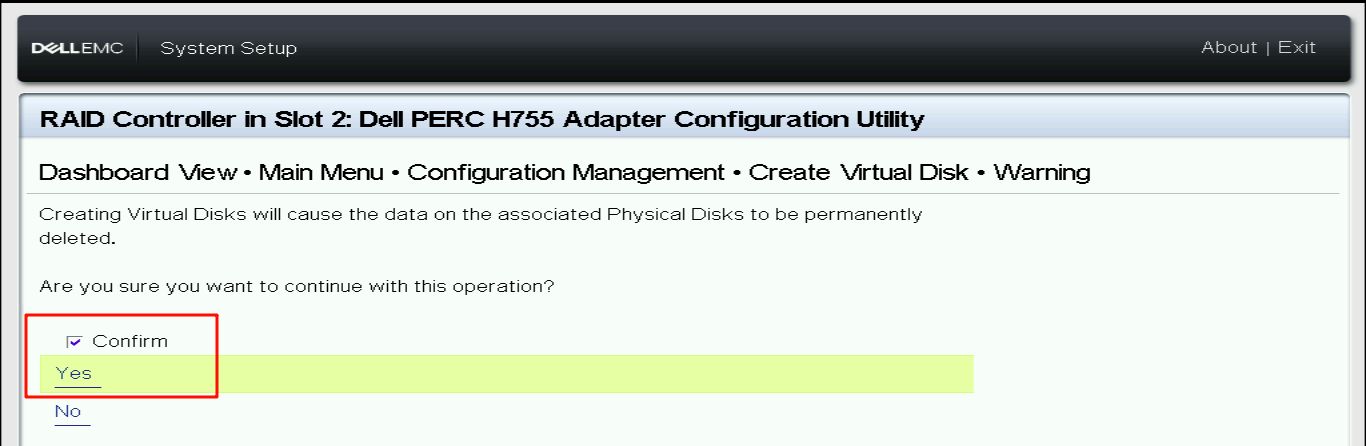 DELLEMC System Setup About | Exit
RAID Controller in Slot 2: Dell PERC H755 Adapter Configuration Utility
Dashboard View • Main Menu • Configuration Management • Create Virtual Disk • Warning
Creating Virtual Disks will cause the data on the associated Physical Disks to be permanently
deleted.
Are you sure you want to continue with this operation?
Confirm
Yes
No